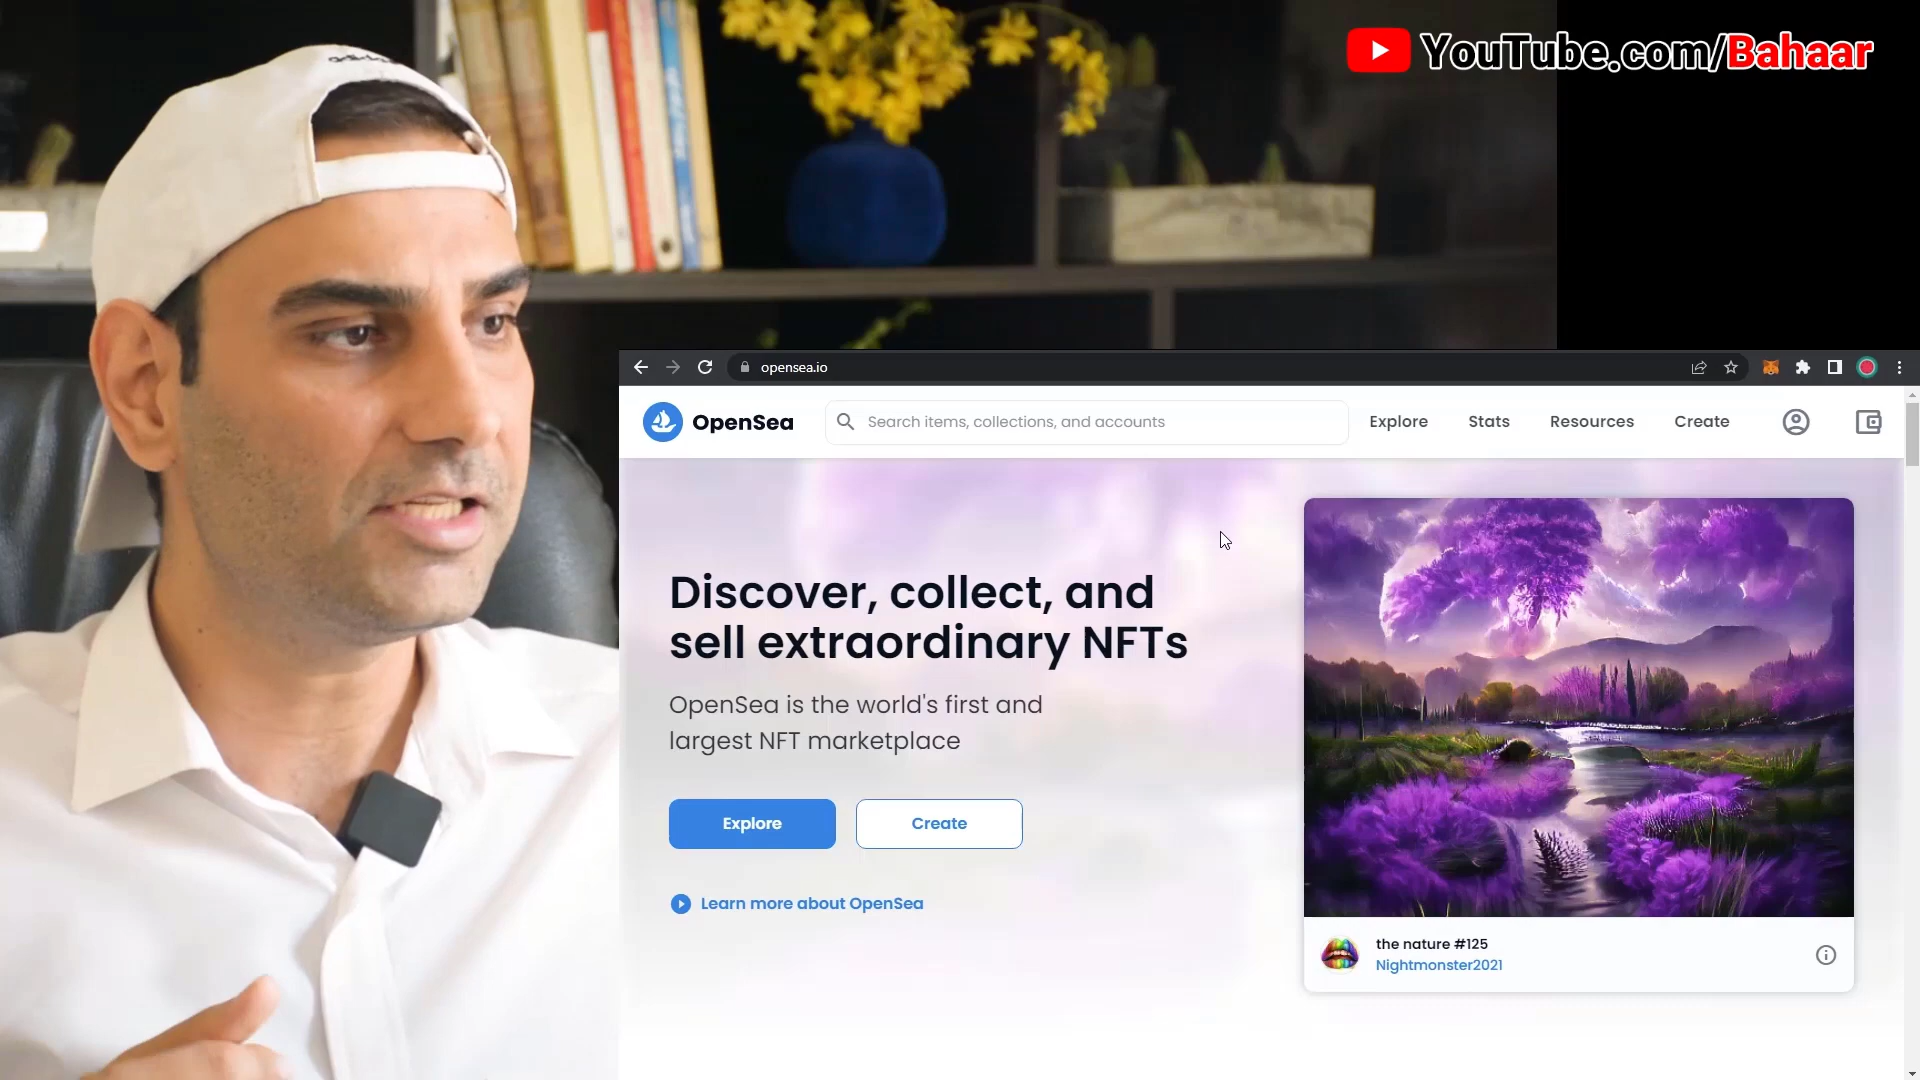 YouTube.com/Bahaar
opensea.io
OpenSea
Search items, collections, and accounts
Explore
Stats
Resources
Create
Discover, collect, and
sell extraordinary NFTs
OpenSea is the world's first and
largest NFT marketplace
Explore
Create
Learn more about OpenSea
the nature #125
Nightmonster2021